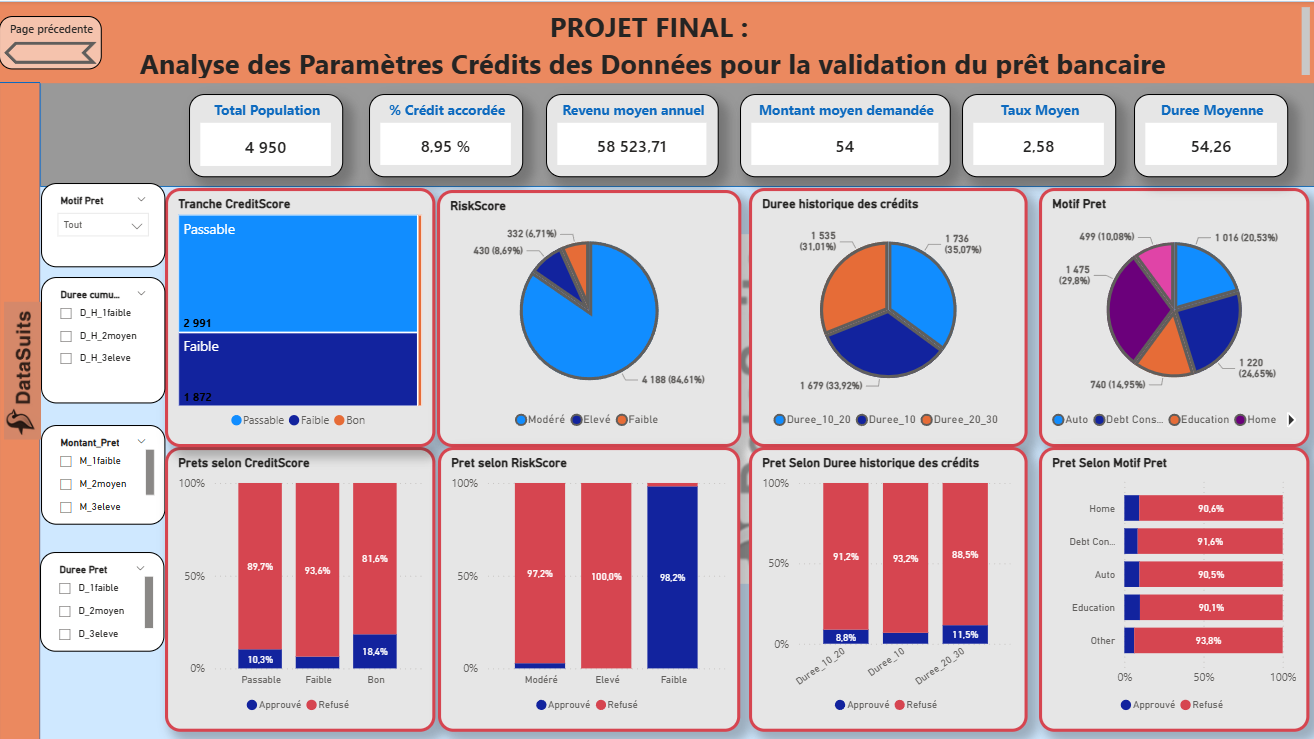 Page précedente
PROJET FINAL :
Analyse des Paramètres Crédits des Données pour la validation du prêt bancaire
Total Population
4 950
% Crédit accordée
8,95 %
Revenu moyen annuel
58 523,71
Montant moyen demandée
54
Taux Moyen
2,58
Duree Moyenne
54,26
DataSuits
Motif Pret
Tout
Duree cumu...
D_H_1faible
D_H_2moyen
D_H_3eleve
Montant_Pret
M_1faible
M_2moyen
M_3eleve
Duree Pret
D_1faible
D_2moyen
D_3eleve
Tranche CreditScore
Passable
2 991
Faible
1 872
Passable Faible Bon
RiskScore
332 (6,71%)
430 (8,69%)
4 188 (84,61%)
Modéré Elevé Faible
Duree historique des crédits
1 535
(31,01%)
1 736
(35,07%)
1 679 (33,92%)
Duree_10_20 Duree_10 Duree_20_30
Motif Pret
499 (10,08%)
1 016 (20,53%)
1 475
(29,8%)
1 220
(24,65%)
740 (14,95%)
Auto Debt Cons... Education Home
Prets selon CreditScore
100%
50%
0%
89,7%
93,6%
81,6%
10,3%
18,4%
Passable Faible Bon
Approuvé Refusé
Pret selon RiskScore
100%
50%
0%
97,2%
100,0%
98,2%
Modéré Elevé Faible
Approuvé Refusé
Pret Selon Duree historique des crédits
100%
50%
0%
91,2%
93,2%
88,5%
8,8%
11,5%
Duree_10_20
Duree_10
Duree_20_30
Approuvé Refusé
Pret Selon Motif Pret
Home
90,6%
Debt Con...
91,6%
Auto
90,5%
Education
90,1%
Other
93,8%
0% 50% 100%
Approuvé Refusé